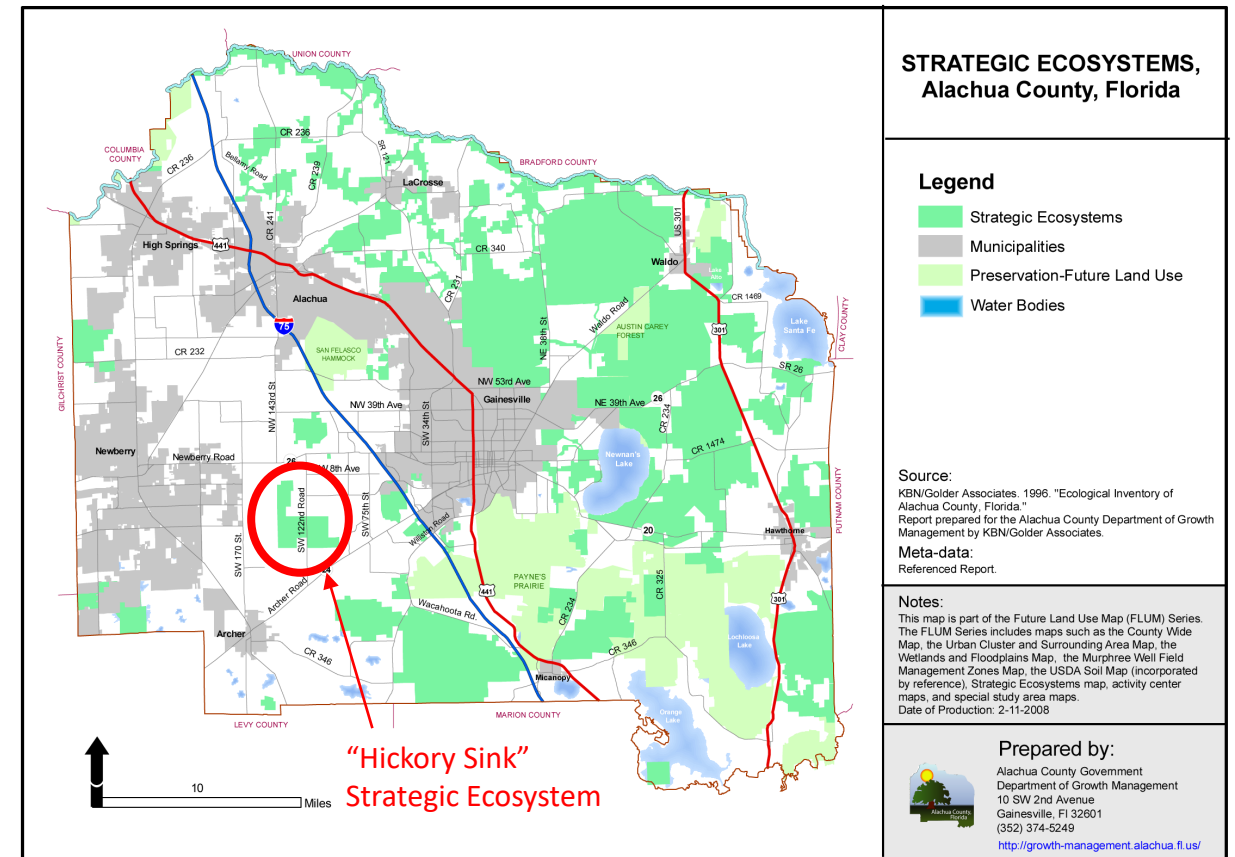 UNION COUNTY
COLUMBIA
COUNTY
BRADFORD COUNTY
CR 236
CR 236
Bellamy Road
CR 239
SR 121
LaCrosse
CR 241
High Springs
441
CR 340
US 301
Waldo
Lake
Alto
CR 231
Alachua
CR 1469
Waldo Road
NE 38th St
AUSTIN CAREY
FOREST
301
Lake
Santa Fe
CLAY COUNTY
75
GILCHRIST COUNTY
CR 232
SAN FELASCO
HAMMOCK
SR 26
NW 53rd Ave
Gainesville
NW 143rd St
NW 39th Ave
SW 34th St
NE 39th Ave
26
CR 234
Newberry
Newberry Road
26
W 8th Ave
Newnan's
Lake
CR 1474
SW 122nd Road
SW 75th St
PUTNAM COUNTY
SW 170 St.
Williston Road
20
Hawthorne
24
Archer Road
PAYNE'S
PRAIRIE
CR 325
441
301
Wacahoota Rd.
CR 234
Archer
CR 346
CR 346
Lochloosa
Lake
Micanopy
Orange
Lake
LEVY COUNTY
MARION COUNTY
10
Miles
“Hickory Sink”
Strategic Ecosystem
STRATEGIC ECOSYSTEMS,
Alachua County, Florida
Legend
Strategic Ecosystems
Municipalities
Preservation-Future Land Use
Water Bodies
Source:
KBN/Golder Associates. 1996. "Ecological Inventory of
Alachua County, Florida."
Report prepared for the Alachua County Department of Growth
Management by KBN/Golder Associates.
Meta-data:
Referenced Report.
Notes:
This map is part of the Future Land Use Map (FLUM) Series.
The FLUM Series includes maps such as the County Wide
Map, the Urban Cluster and Surrounding Area Map, the
Wetlands and Floodplains Map, the Murphree Well Field
Management Zones Map, the USDA Soil Map (incorporated
by reference), Strategic Ecosystems map, activity center
maps, and special study area maps.
Date of Production: 2-11-2008
Prepared by:
Alachua County Government
Department of Growth Management
10 SW 2nd Avenue
Gainesville, Fl 32601
(352) 374-5249
http://growth-management.alachua.fl.us/
Alachua County,
Florida